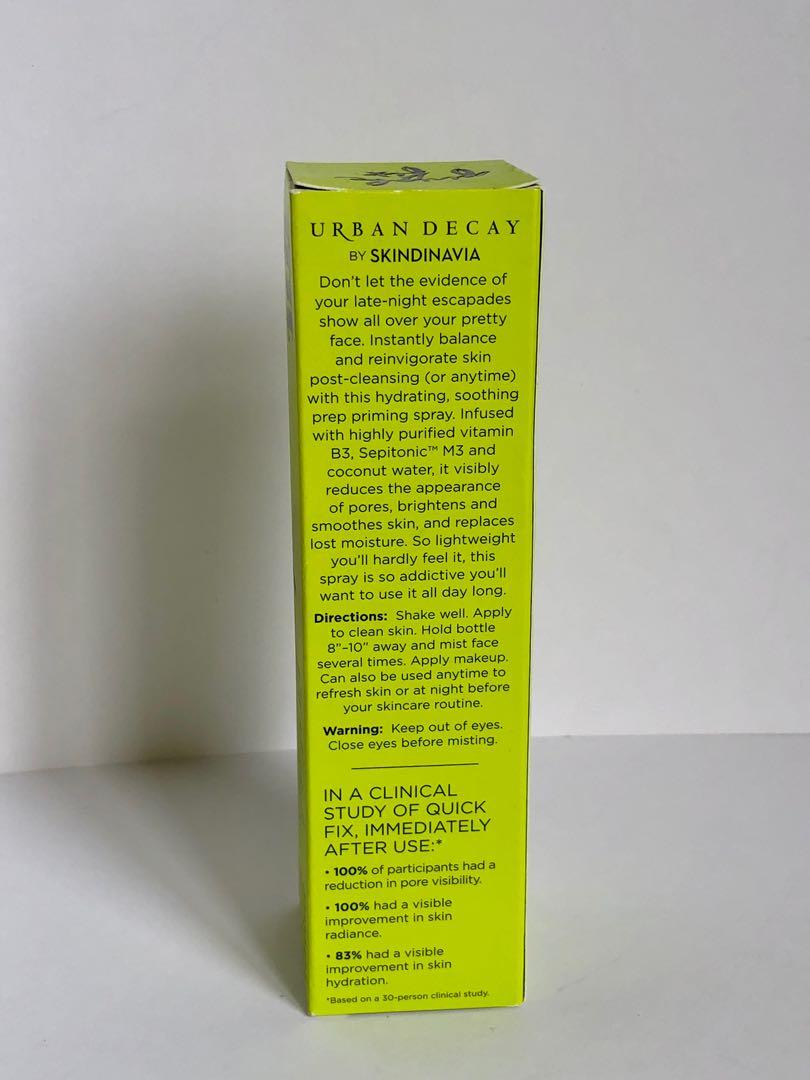 URBAN DECAY
BY SKINDINAVIA
Don't let the evidence of
your late-night escapades
show all over your pretty
face. Instantly balance
and reinvigorate skin
post-cleansing (or anytime)
with this hydrating, soothing
prep priming spray. Infused
with highly purified vitamin
B3, Sepitonic™ M3 and
coconut water, it visibly
reduces the appearance
of pores, brightens and
smoothes skin, and replaces
lost moisture. So lightweight
you'll hardly feel it, this
spray is so addictive you'll
want to use it all day long.
Directions: Shake well. Apply
to clean skin. Hold bottle
8"-10" away and mist face
several times. Apply makeup.
Can also be used anytime to
refresh skin or at night before
your skincare routine.
Warning: Keep out of eyes.
Close eyes before misting.
IN A CLINICAL
STUDY OF QUICK
FIX, IMMEDIATELY
AFTER USE:*
• 100% of participants had a
reduction in pore visibility.
• 100% had a visible
improvement in skin
radiance.
• 83% had a visible
improvement in skin
hydration.
*Based on a 30-person clinical study.